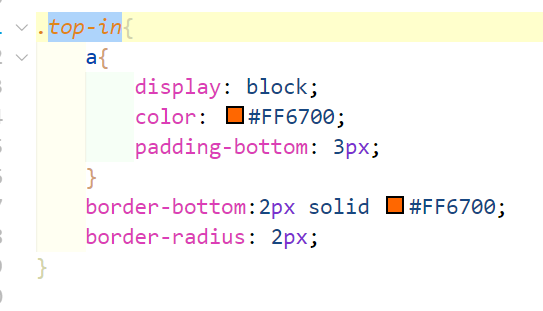 .top-in{
a{
display: block;
color: #FF6700;
padding-bottom: 3px;
}
border-bottom:2px solid #FF6700;
border-radius: 2px;
}